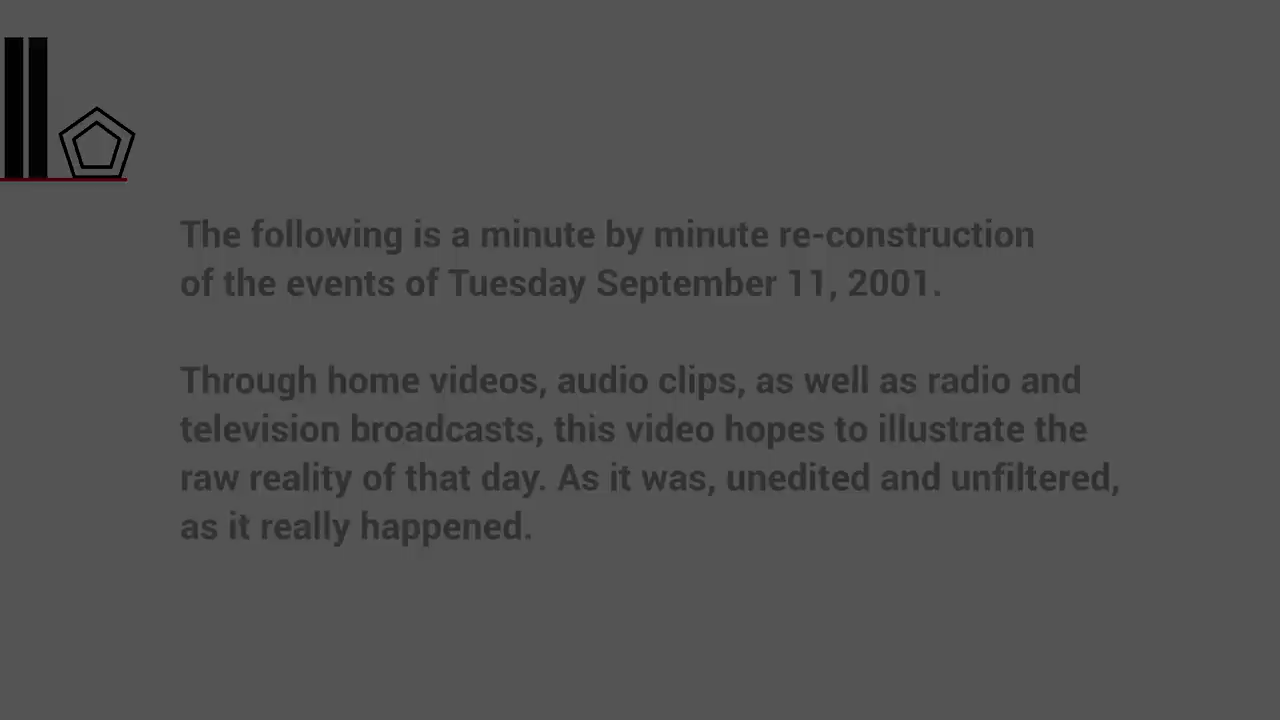 The following is a minute by minute re-construction
of the events of Tuesday September 11, 2001.
Through home videos, audio clips, as well as radio and
television broadcasts, this video hopes to illustrate the
raw reality of that day. As it was, unedited and unfiltered,
as it really happened.